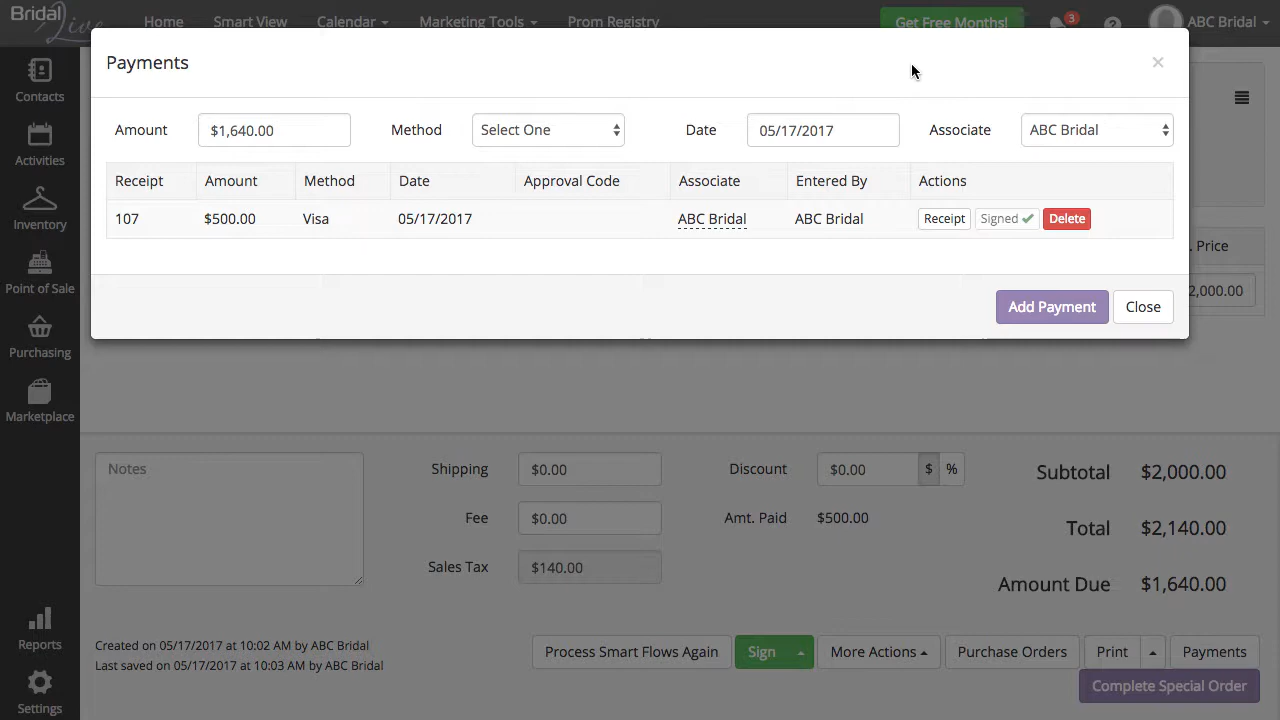 Bridal Live
Home Smart View Calendar Marketing Tools Prom Registry Get Free Months! 3 ? ABC Bridal
Payments ×
Contacts
Activities
Inventory
Point of Sale
Purchasing
Marketplace
Reports
Settings
Amount $1,640.00 Method Select One Date 05/17/2017 Associate ABC Bridal
Receipt Amount Method Date Approval Code Associate Entered By Actions
107 $500.00 Visa 05/17/2017 ABC Bridal ABC Bridal Receipt Signed ✔ Delete
Add Payment Close
. Price
2,000.00
Notes
Shipping $0.00 Discount $0.00 $ % Subtotal $2,000.00
Fee $0.00 Amt. Paid $500.00 Total $2,140.00
Sales Tax $140.00 Amount Due $1,640.00
Created on 05/17/2017 at 10:02 AM by ABC Bridal
Last saved on 05/17/2017 at 10:03 AM by ABC Bridal
Process Smart Flows Again Sign More Actions Purchase Orders Print Payments
Complete Special Order